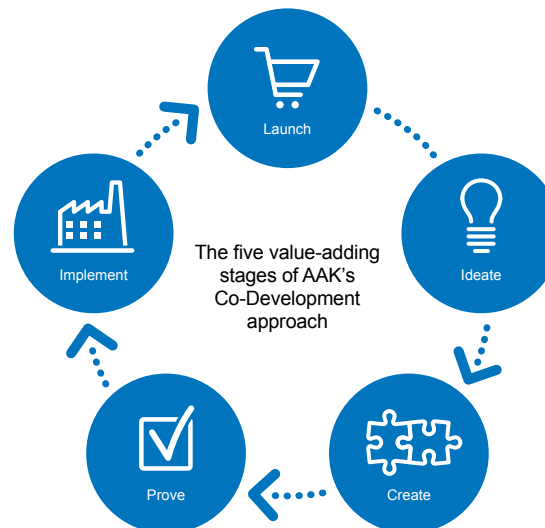 Launch
Implement
The five value-adding
stages of AAK's
Co-Development
approach
Ideate
Prove
Create